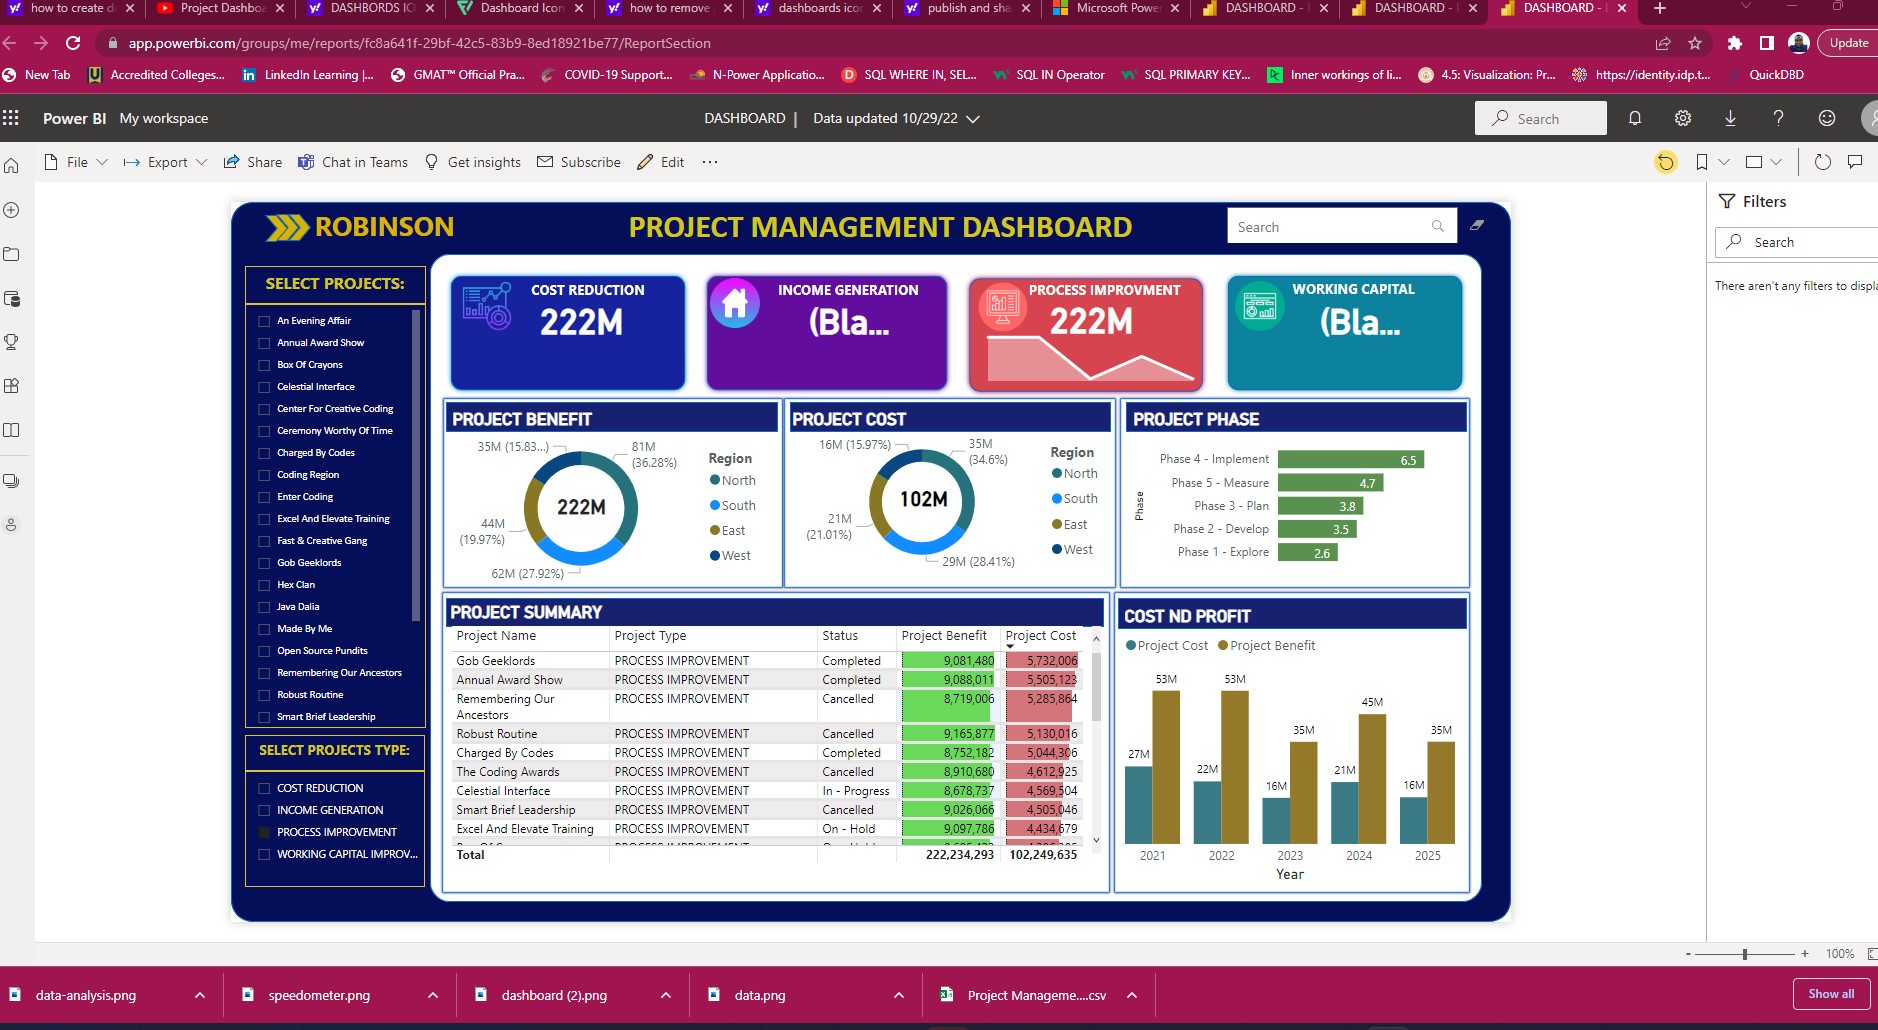 how to create d
Project Dashboa
DASHBORDS IC
Dashboard Icon
how to remove
dashboards icor
publish and sha
Microsoft Powe
DASHBOARD -
DASHBOARD -
DASHBOARD -
app.powerbi.com/groups/me/reports/fc8a641f-29bf-42c5-83b9-8ed18921be77/ReportSection
Update
New Tab
Accredited Colleges...
LinkedIn Learning |...
GMAT™ Official Pra...
COVID-19 Support...
N-Power Applicatio...
SQL WHERE IN, SEL...
SQL IN Operator
SQL PRIMARY KEY...
Inner workings of li...
4.5: Visualization: Pr...
https://identity.idp.t...
QuickDBD
Power BI My workspace
DASHBOARD | Data updated 10/29/22
Search
File Export Share Chat in Teams Get insights Subscribe Edit ...
Filters
Search
There aren't any filters to displa
ROBINSON
PROJECT MANAGEMENT DASHBOARD
Search
SELECT PROJECTS:
An Evening Affair
Annual Award Show
Box Of Crayons
Celestial Interface
Center For Creative Coding
Ceremony Worthy Of Time
Charged By Codes
Coding Region
Enter Coding
Excel And Elevate Training
Fast & Creative Gang
Gob Geeklords
Hex Clan
Java Dalia
Made By Me
Open Source Pundits
Remembering Our Ancestors
Robust Routine
Smart Brief Leadership
SELECT PROJECTS TYPE:
COST REDUCTION
INCOME GENERATION
PROCESS IMPROVEMENT
WORKING CAPITAL IMPROV...
COST REDUCTION
222M
INCOME GENERATION
(Bla...
PROCESS IMPROVMENT
222M
WORKING CAPITAL
(Bla...
PROJECT BENEFIT
35M (15.83...)
81M
(36.28%)
222M
44M
(19.97%)
62M (27.92%)
Region
North
South
East
West
PROJECT COST
16M (15.97%)
35M
(34.6%)
102M
21M
(21.01%)
29M (28.41%)
Region
North
South
East
West
PROJECT PHASE
Phase
Phase 4 - Implement 6.5
Phase 5 - Measure 4.7
Phase 3 - Plan 3.8
Phase 2 - Develop 3.5
Phase 1 - Explore 2.6
PROJECT SUMMARY
Project Name Project Type Status Project Benefit Project Cost
Gob Geeklords PROCESS IMPROVEMENT Completed 9,081,480 5,732,006
Annual Award Show PROCESS IMPROVEMENT Completed 9,088,011 5,505,123
Remembering Our PROCESS IMPROVEMENT Cancelled 8,719,006 5,285,864
Ancestors
Robust Routine PROCESS IMPROVEMENT Cancelled 9,165,877 5,130,016
Charged By Codes PROCESS IMPROVEMENT Completed 8,752,182 5,044,306
The Coding Awards PROCESS IMPROVEMENT Cancelled 8,910,680 4,612,925
Celestial Interface PROCESS IMPROVEMENT In - Progress 8,678,737 4,569,504
Smart Brief Leadership PROCESS IMPROVEMENT Cancelled 9,026,066 4,505,046
Excel And Elevate Training PROCESS IMPROVEMENT On - Hold 9,097,786 4,434,679
Total 222,234,293 102,249,635
COST ND PROFIT
Project Cost Project Benefit
53M 53M 35M 45M 35M
27M 22M 16M 21M 16M
2021 2022 2023 2024 2025
Year
- + 100%
data-analysis.png
speedometer.png
dashboard (2).png
data.png
Project Manageme....csv
Show all